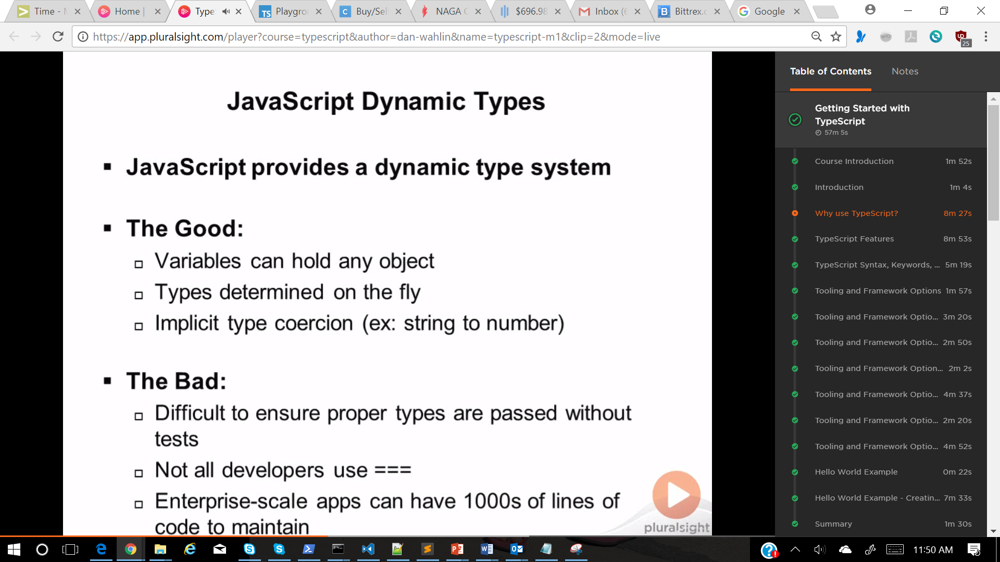 Time -
Home |
Type
Playgro
Buy/Sel
NAGA
$696.98
Inbox (6
Bittrex.c
Google
https://app.pluralsight.com/player?course=typescript&author=dan-wahlin&name=typescript-m1&clip=2&mode=live
25
JavaScript Dynamic Types
▪ JavaScript provides a dynamic type system
▪ The Good:
Variables can hold any object
Types determined on the fly
Implicit type coercion (ex: string to number)
▪ The Bad:
Difficult to ensure proper types are passed without
tests
Not all developers use ===
Enterprise-scale apps can have 1000s of lines of
code to maintain
pluralsight
Table of Contents
Notes
Getting Started with
TypeScript
57m 5s
Course Introduction 1m 52s
Introduction 1m 4s
Why use TypeScript? 8m 27s
TypeScript Features 8m 53s
TypeScript Syntax, Keywords, ... 5m 19s
Tooling and Framework Options 1m 57s
Tooling and Framework Optio... 3m 20s
Tooling and Framework Optio... 2m 50s
Tooling and Framework Option... 2m 2s
Tooling and Framework Optio... 4m 37s
Tooling and Framework Optio... 2m 20s
Tooling and Framework Optio... 4m 52s
Hello World Example 0m 22s
Hello World Example - Creatin... 7m 33s
Summary 1m 30s
11:50 AM